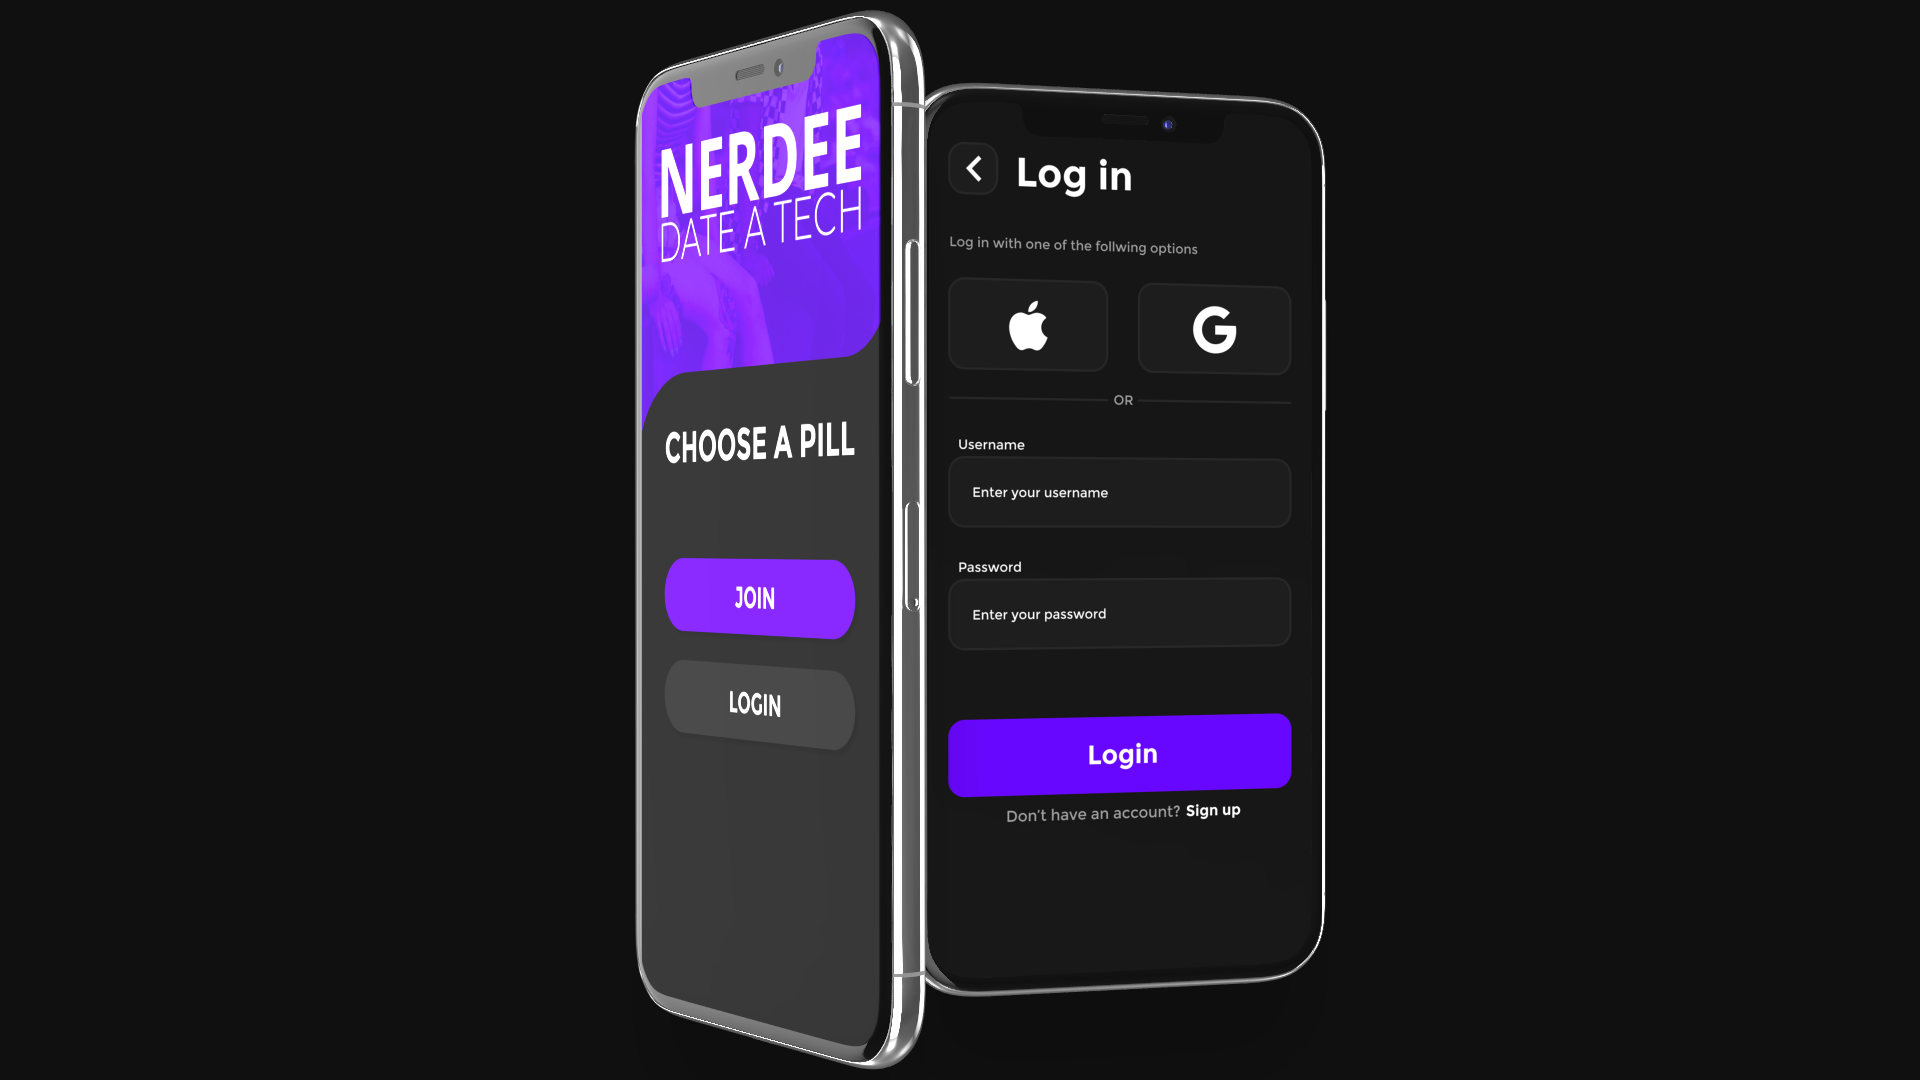 NERDEE
DATE A TECH
CHOOSE A PILL
JOIN
LOGIN
Log in
Log in with one of the follwing options
OR
Username
Enter your username
Password
Enter your password
Login
Don't have an account? Sign up